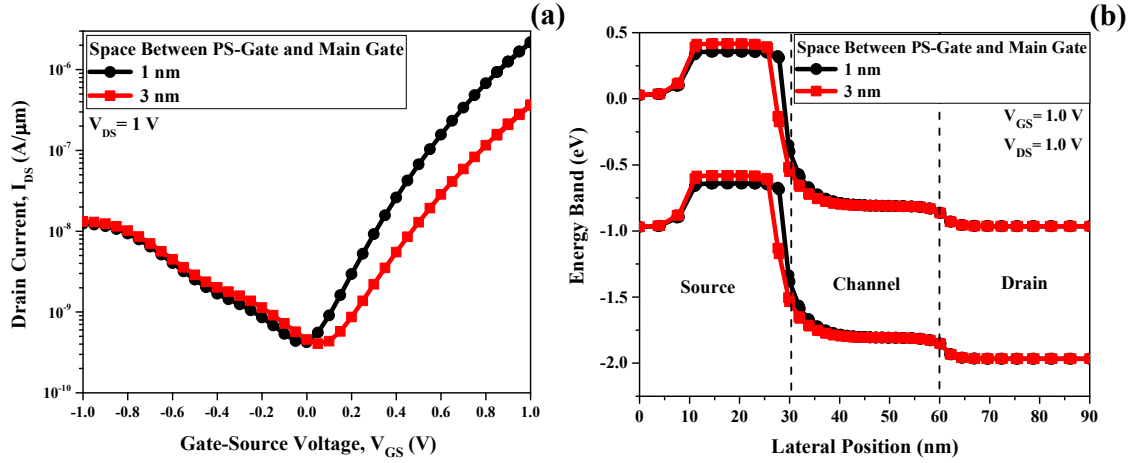 (a)
Space Between PS-Gate and Main Gate
1 nm
3 nm
V_DS = 1 V
Drain Current, I_DS (A/μm)
10^-6
10^-7
10^-8
10^-9
10^-10
-1.0 -0.8 -0.6 -0.4 -0.2 0.0 0.2 0.4 0.6 0.8 1.0
Gate-Source Voltage, V_GS (V)
(b)
Space Between PS-Gate and Main Gate
1 nm
3 nm
V_GS = 1.0 V
V_DS = 1.0 V
Energy Band (eV)
0.5
0.0
-0.5
-1.0
-1.5
-2.0
Source
Channel
Drain
0 10 20 30 40 50 60 70 80 90
Lateral Position (nm)